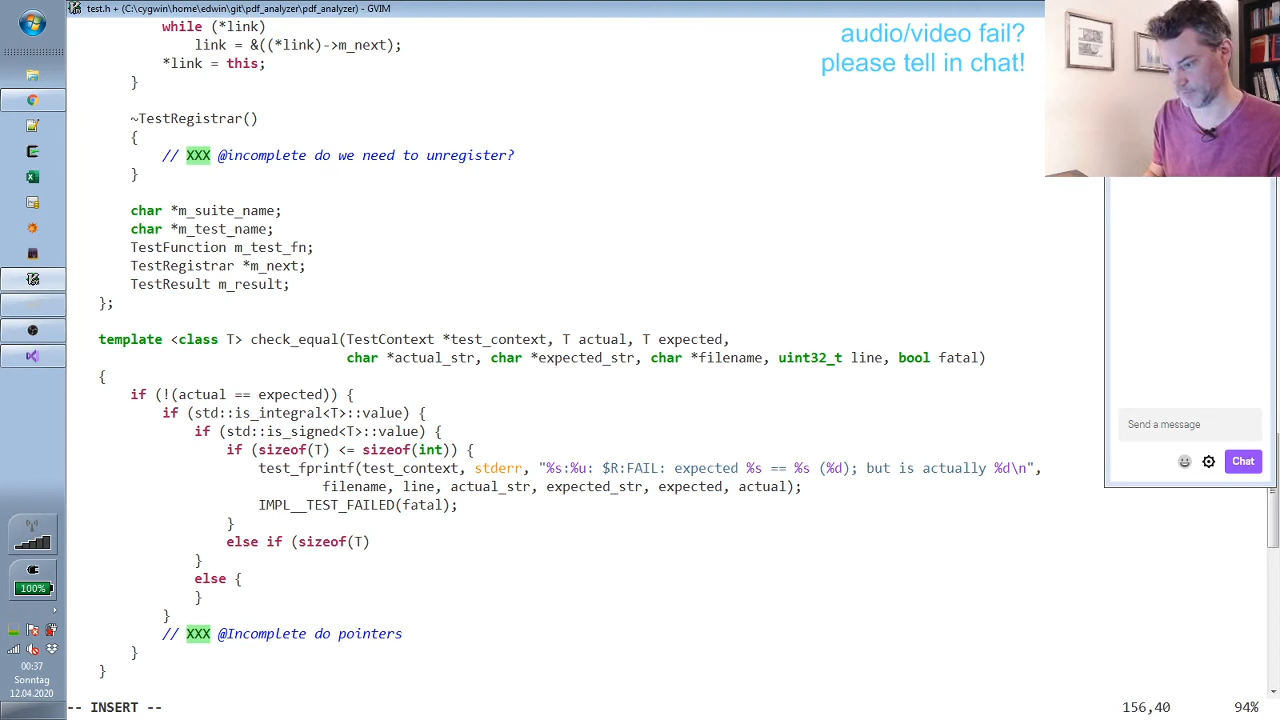 test.h + (C:\cygwin\home\edwin\git\pdf_analyzer\pdf_analyzer) - GVIM
while (*link)
link = &((*link)->m_next);
*link = this;
}
~TestRegistrar()
{
// XXX @incomplete do we need to unregister?
}
char *m_suite_name;
char *m_test_name;
TestFunction m_test_fn;
TestRegistrar *m_next;
TestResult m_result;
};
template <class T> check_equal(TestContext *test_context, T actual, T expected,
char *actual_str, char *expected_str, char *filename, uint32_t line, bool fatal)
{
if (!(actual == expected)) {
if (std::is_integral<T>::value) {
if (std::is_signed<T>::value) {
if (sizeof(T) <= sizeof(int)) {
test_fprintf(test_context, stderr, "%s:%u: $R:FAIL: expected %s == %s (%d); but is actually %d\n",
filename, line, actual_str, expected_str, expected, actual);
IMPL__TEST_FAILED(fatal);
}
else if (sizeof(T)
}
else {
}
}
// XXX @Incomplete do pointers
}
}
-- INSERT --
156,40
94%
audio/video fail?
please tell in chat!
Send a message
Chat
100%
00:37
Sonntag
12.04.2020